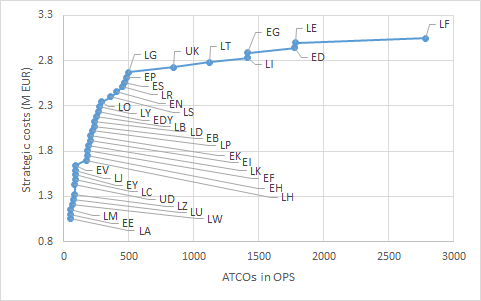 3.3
2.8
2.3
1.8
1.3
0.8
Strategic costs (M EUR)
LF
LE
EG
ED
LT
UK
LI
LG
EP
ES
LR
EN
LS
LO
LY
EDY
LB
LD
EB
LP
EK
EI
LK
EF
EH
LH
EV
LJ
EY
LC
UD
LZ
LU
LW
LM
EE
LA
0 500 1000 1500 2000 2500 3000
ATCOs in OPS